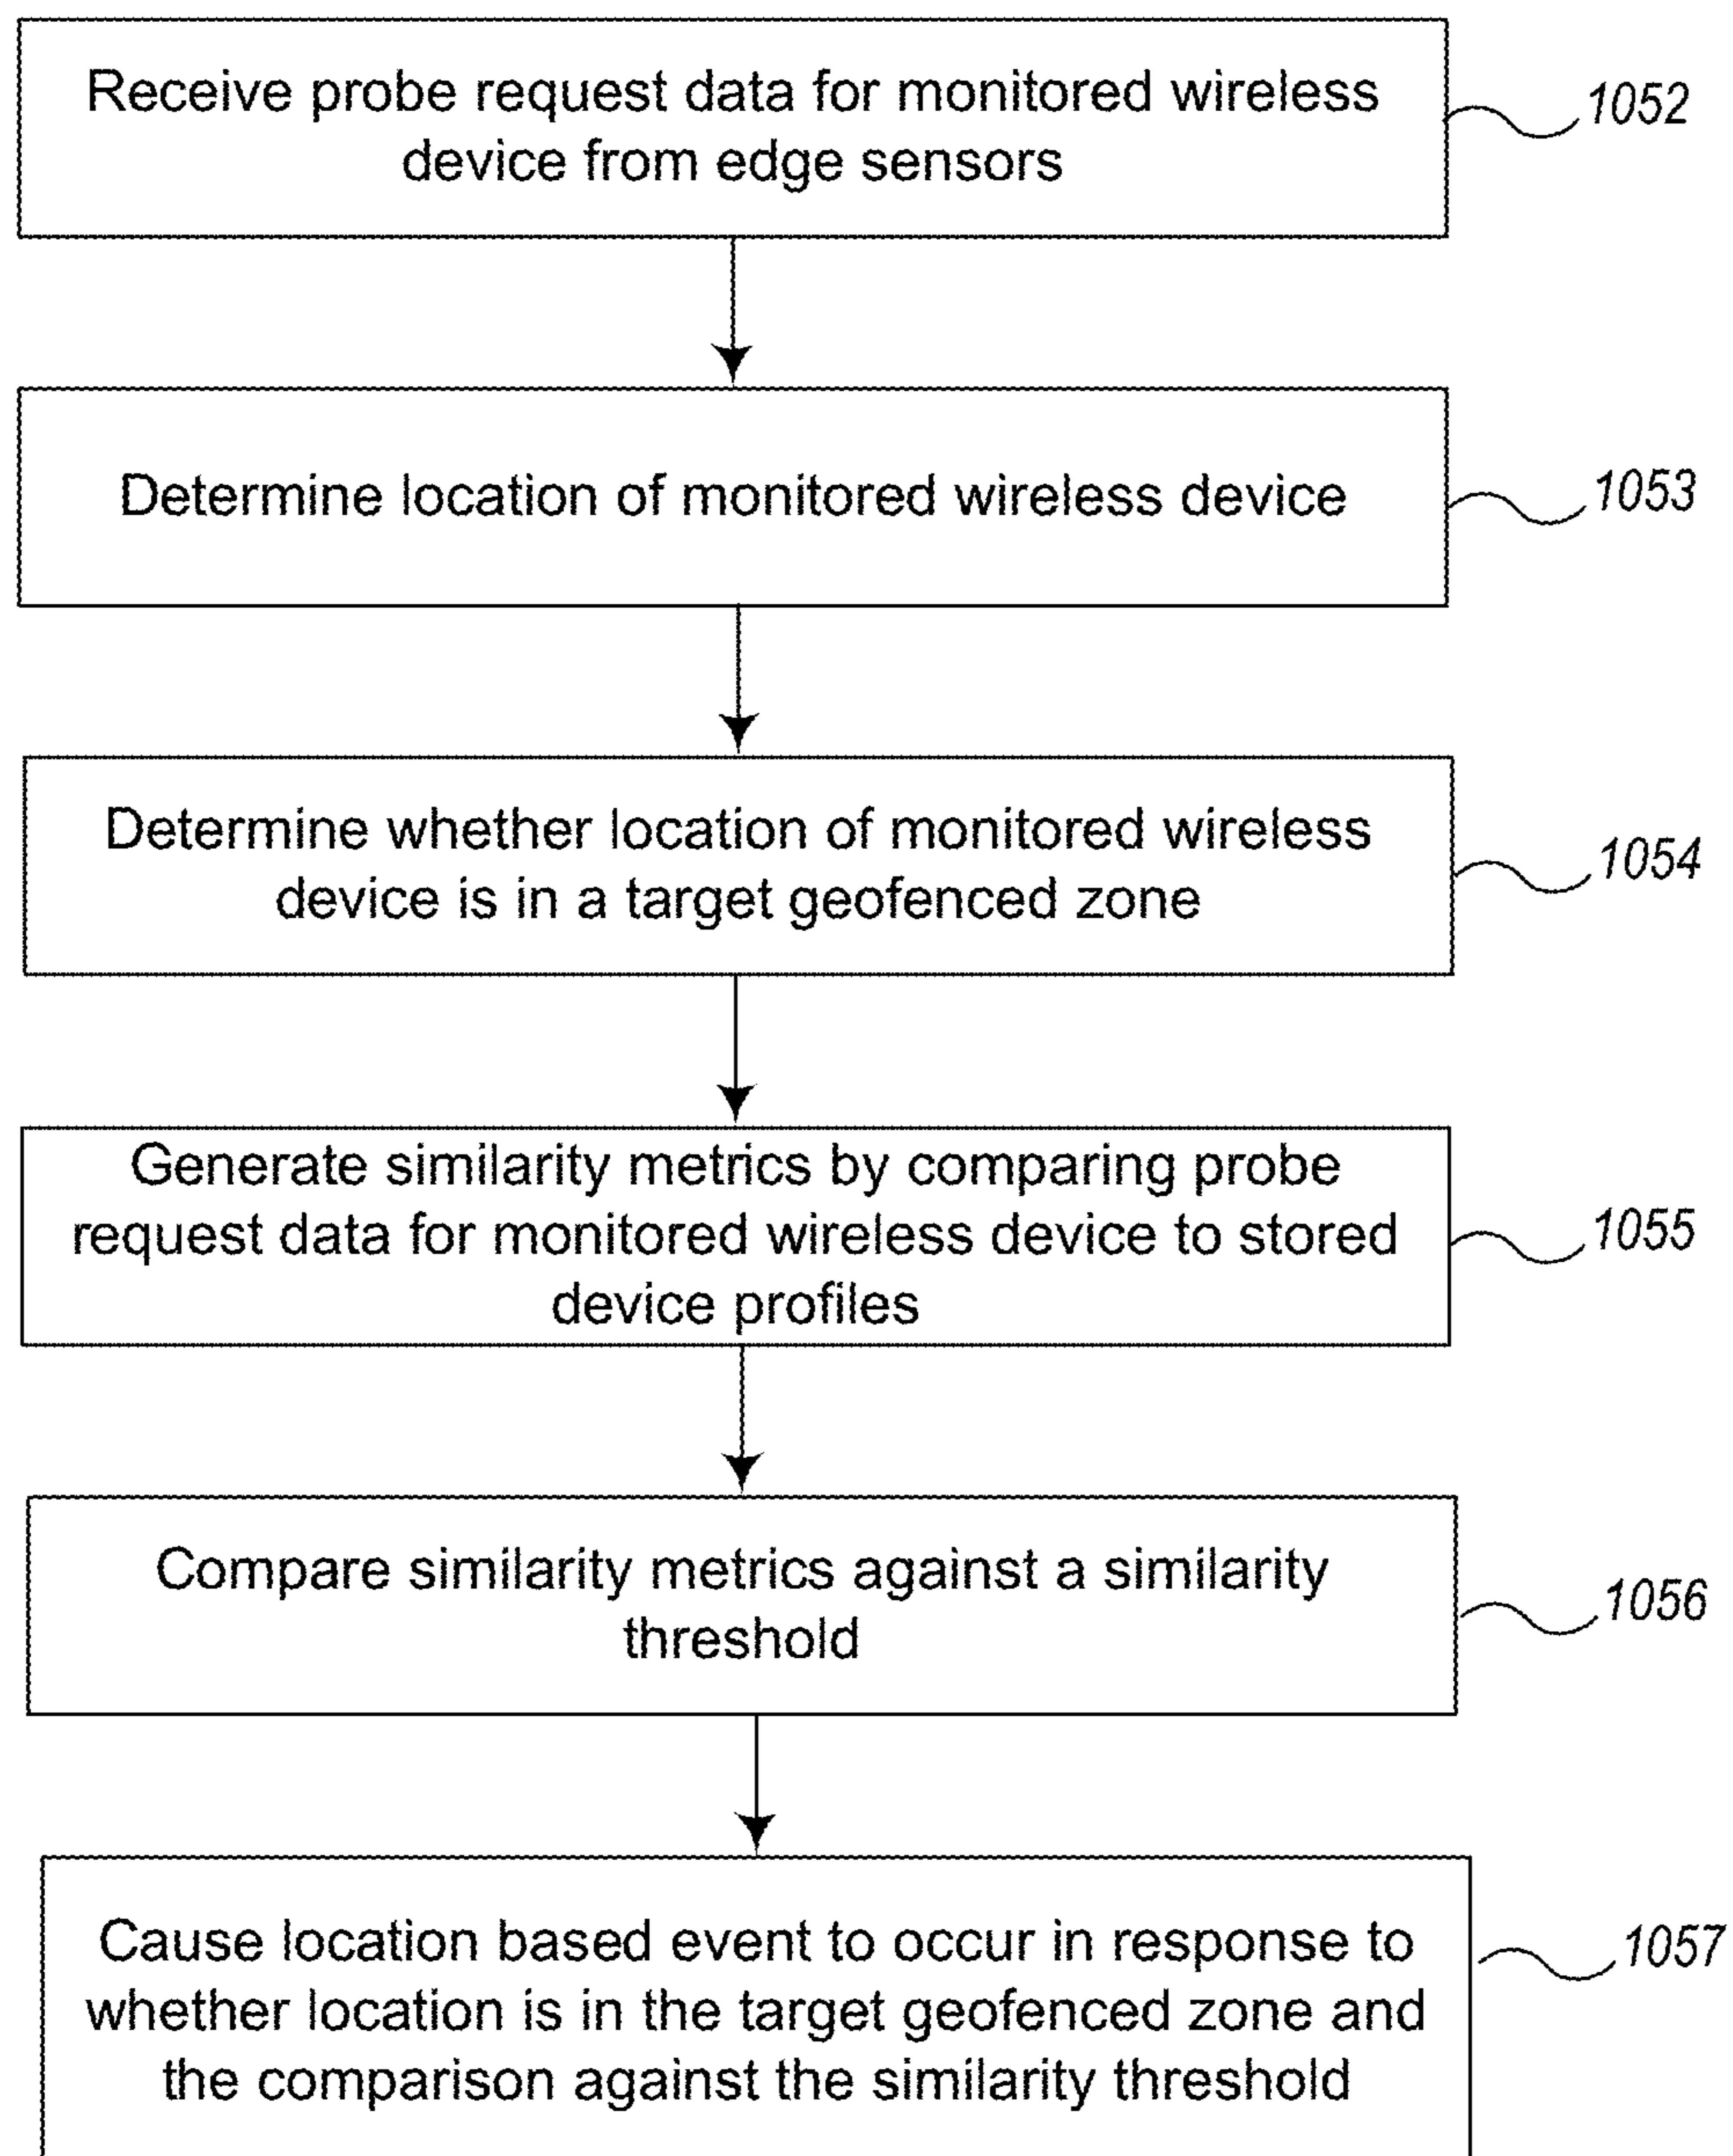 Receive probe request data for monitored wireless
device from edge sensors
1052
Determine location of monitored wireless device
1053
Determine whether location of monitored wireless
device is in a target geofenced zone
1054
Generate similarity metrics by comparing probe
request data for monitored wireless device to stored
device profiles
1055
Compare similarity metrics against a similarity
threshold
1056
Cause location based event to occur in response to
whether location is in the target geofenced zone and
the comparison against the similarity threshold
1057